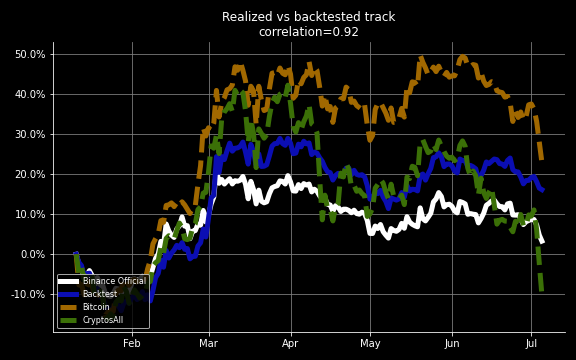 Realized vs backtested track
correlation=0.92
50.0%
40.0%
30.0%
20.0%
10.0%
0.0%
-10.0%
Binance Official
Backtest
Bitcoin
CryptosAll
Feb Mar Apr May Jun Jul